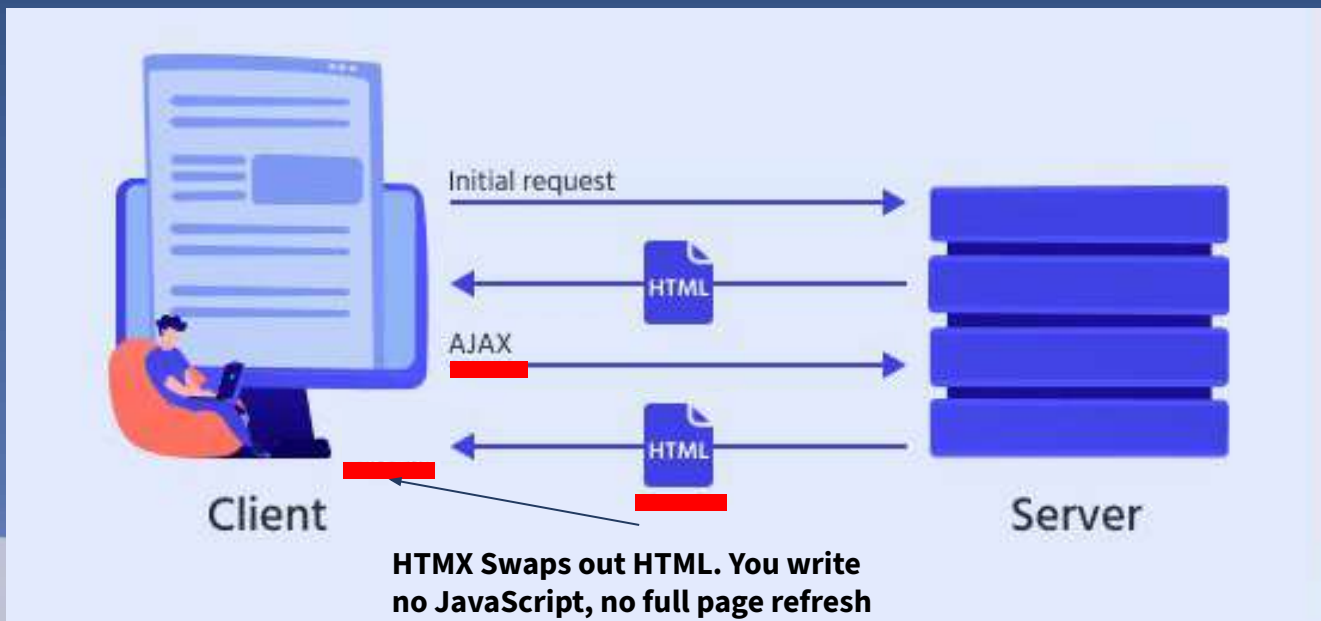 Initial request
HTML
AJAX
HTML
Client
Server
HTMX Swaps out HTML. You write
no JavaScript, no full page refresh